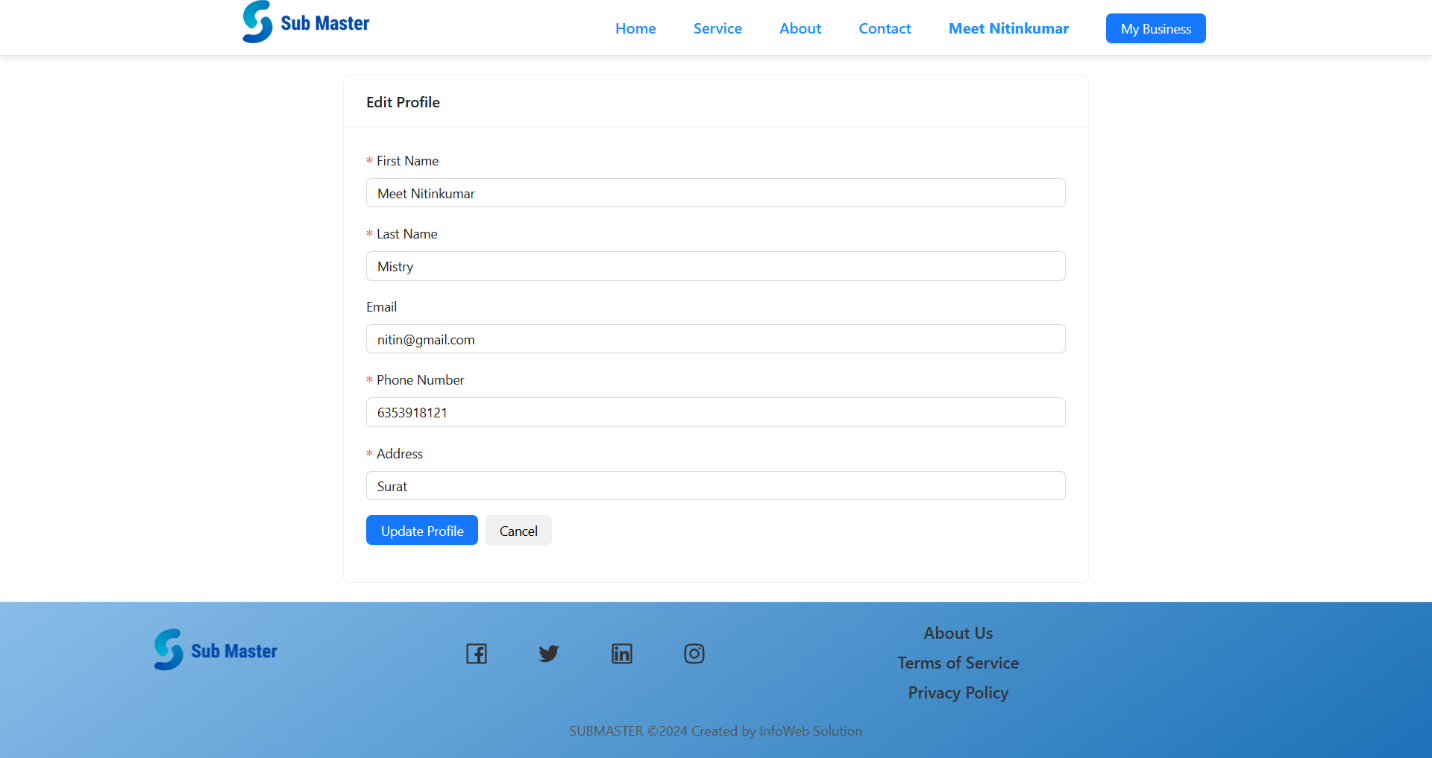 Sub Master
Home Service About Contact Meet Nitinkumar My Business
Edit Profile
* First Name
Meet Nitinkumar
* Last Name
Mistry
Email
nitin@gmail.com
* Phone Number
6353918121
* Address
Surat
Update Profile Cancel
Sub Master
About Us
Terms of Service
Privacy Policy
SUBMASTER ©2024 Created by InfoWeb Solution